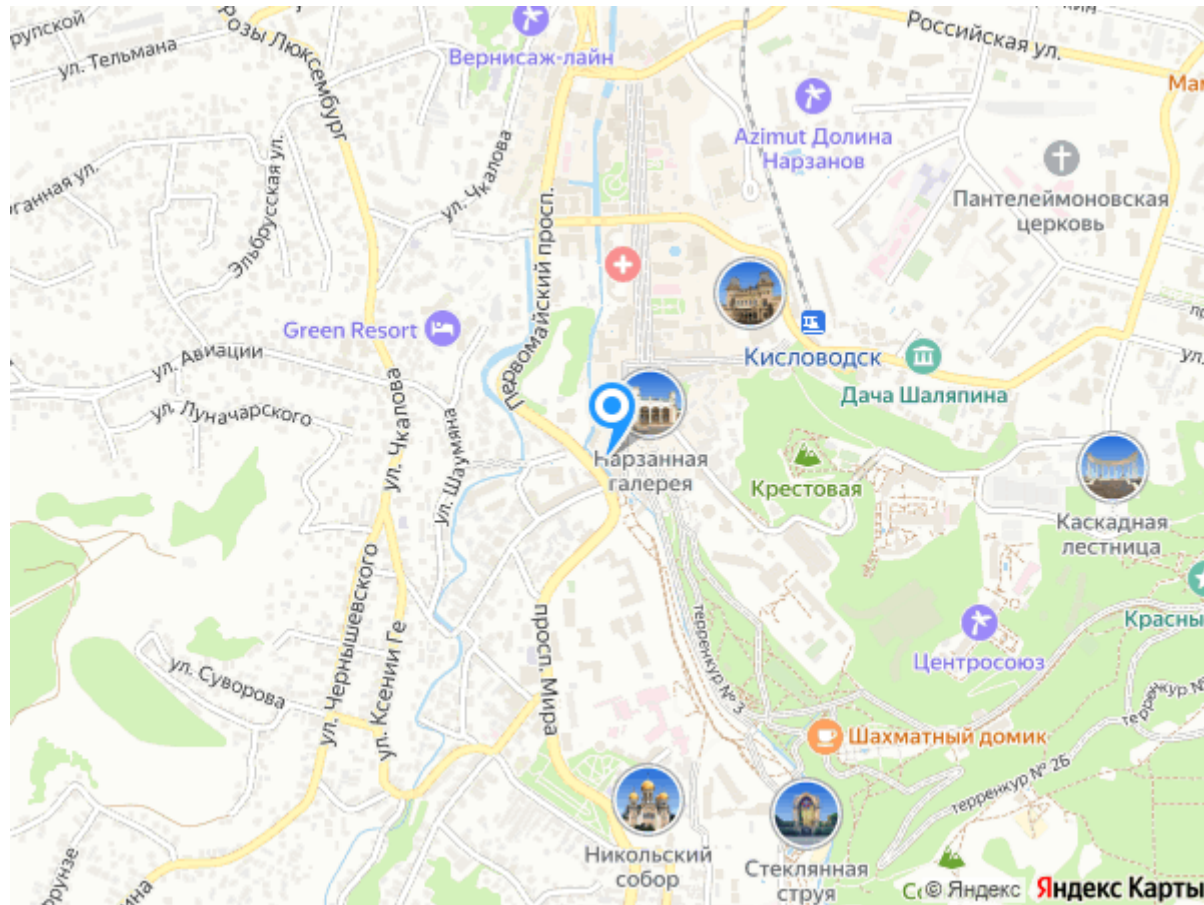 ул. Тельмана
Розы Люксембург
Вернисаж-лайн
Российская ул.
Azimut Долина
Нарзанов
Пантелеймоновская
церковь
ул. Чкалова
Эльбрусская ул.
Первомайский просп.
Green Resort
ул. Авиации
ул. Луначарского
ул. Чкалова
ул. Шаумяна
Кисловодск
Дача Шаляпина
Нарзанная
галерея
Крестовая
Каскадная
лестница
ул. Чернышевского
ул. Ксении Ге
ул. Суворова
просп. Мира
терренкур № 3
Центросоюз
Красны
Шахматный домик
терренкур № 2Б
Никольский
собор
Стеклянная
струя
© Яндекс Яндекс Карты